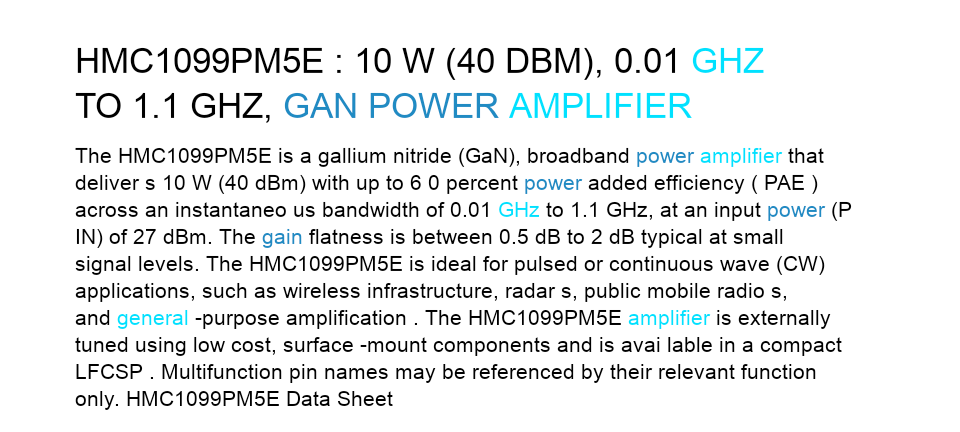 HMC1099PM5E : 10 W (40 DBM), 0.01 GHZ
TO 1.1 GHZ, GAN POWER AMPLIFIER
The HMC1099PM5E is a gallium nitride (GaN), broadband power amplifier that
deliver s 10 W (40 dBm) with up to 6 0 percent power added efficiency ( PAE )
across an instantaneo us bandwidth of 0.01 GHz to 1.1 GHz, at an input power (P
IN) of 27 dBm. The gain flatness is between 0.5 dB to 2 dB typical at small
signal levels. The HMC1099PM5E is ideal for pulsed or continuous wave (CW)
applications, such as wireless infrastructure, radar s, public mobile radio s,
and general -purpose amplification . The HMC1099PM5E amplifier is externally
tuned using low cost, surface -mount components and is avai lable in a compact
LFCSP . Multifunction pin names may be referenced by their relevant function
only. HMC1099PM5E Data Sheet